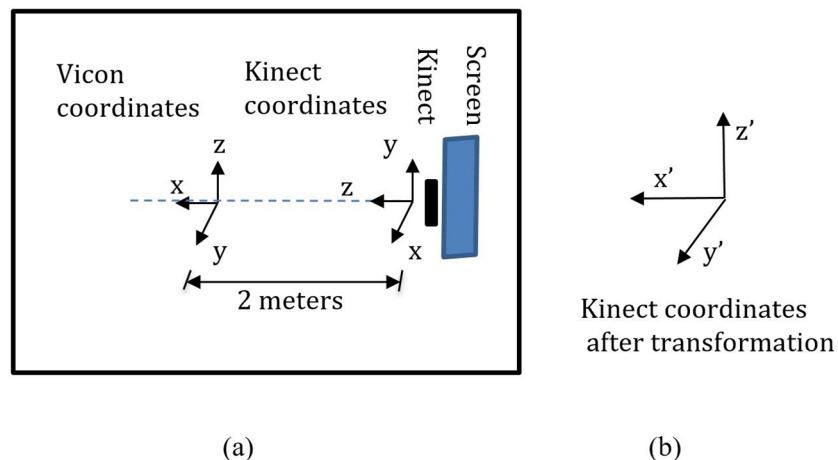 Vicon
coordinates
Kinect
coordinates
Kinect
Screen
z
x
y
y
z
x
2 meters
z’
x’
y’
Kinect coordinates
after transformation
(a)
(b)